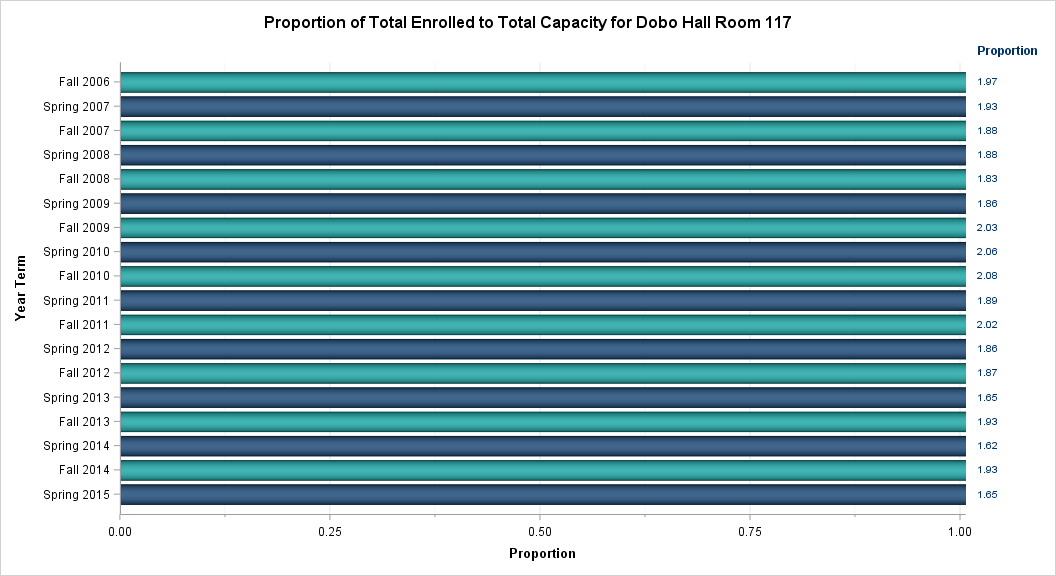 Proportion of Total Enrolled to Total Capacity for Dobo Hall Room 117
Proportion
Fall 2006 1.97
Spring 2007 1.93
Fall 2007 1.88
Spring 2008 1.88
Fall 2008 1.83
Spring 2009 1.86
Fall 2009 2.03
Spring 2010 2.06
Fall 2010 2.08
Spring 2011 1.89
Fall 2011 2.02
Spring 2012 1.86
Fall 2012 1.87
Spring 2013 1.65
Fall 2013 1.93
Spring 2014 1.62
Fall 2014 1.93
Spring 2015 1.65
Year Term
0.00 0.25 0.50 0.75 1.00
Proportion